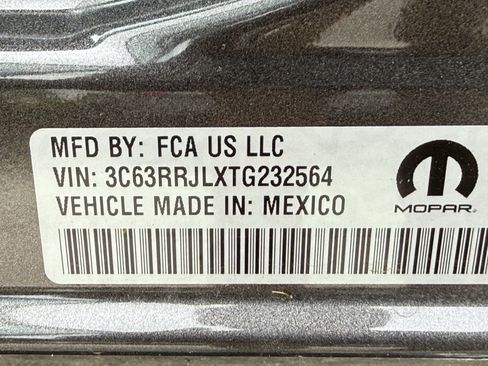 MFD BY: FCA US LLC
VIN: 3C63RRJLXTG232564
VEHICLE MADE IN: MEXICO
MOPAR®